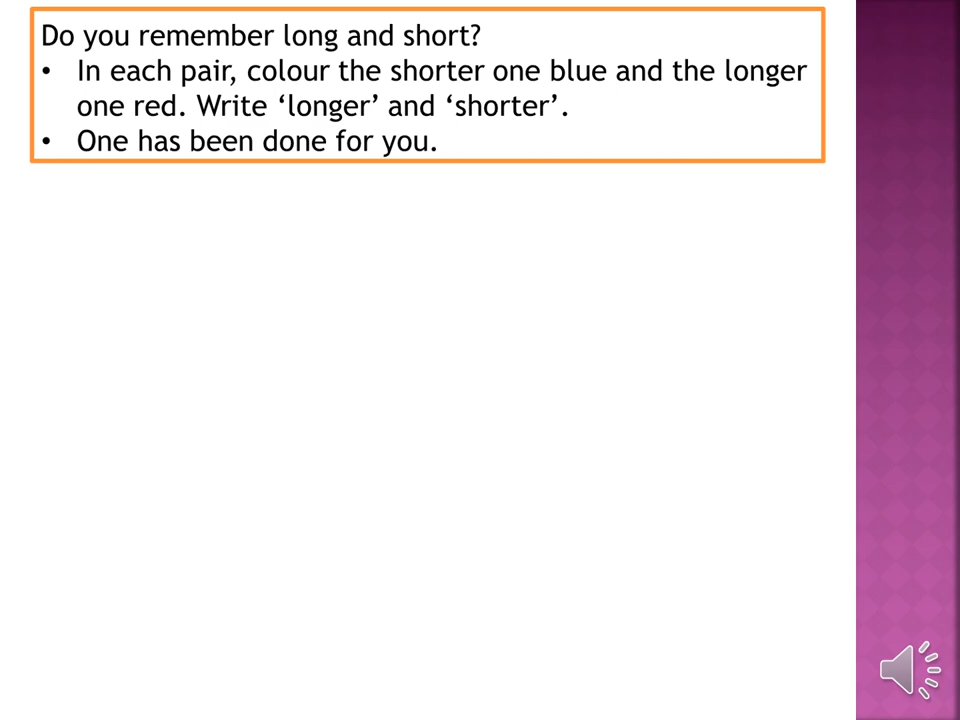 Do you remember long and short?
• In each pair, colour the shorter one blue and the longer
one red. Write ‘longer’ and ‘shorter’.
• One has been done for you.